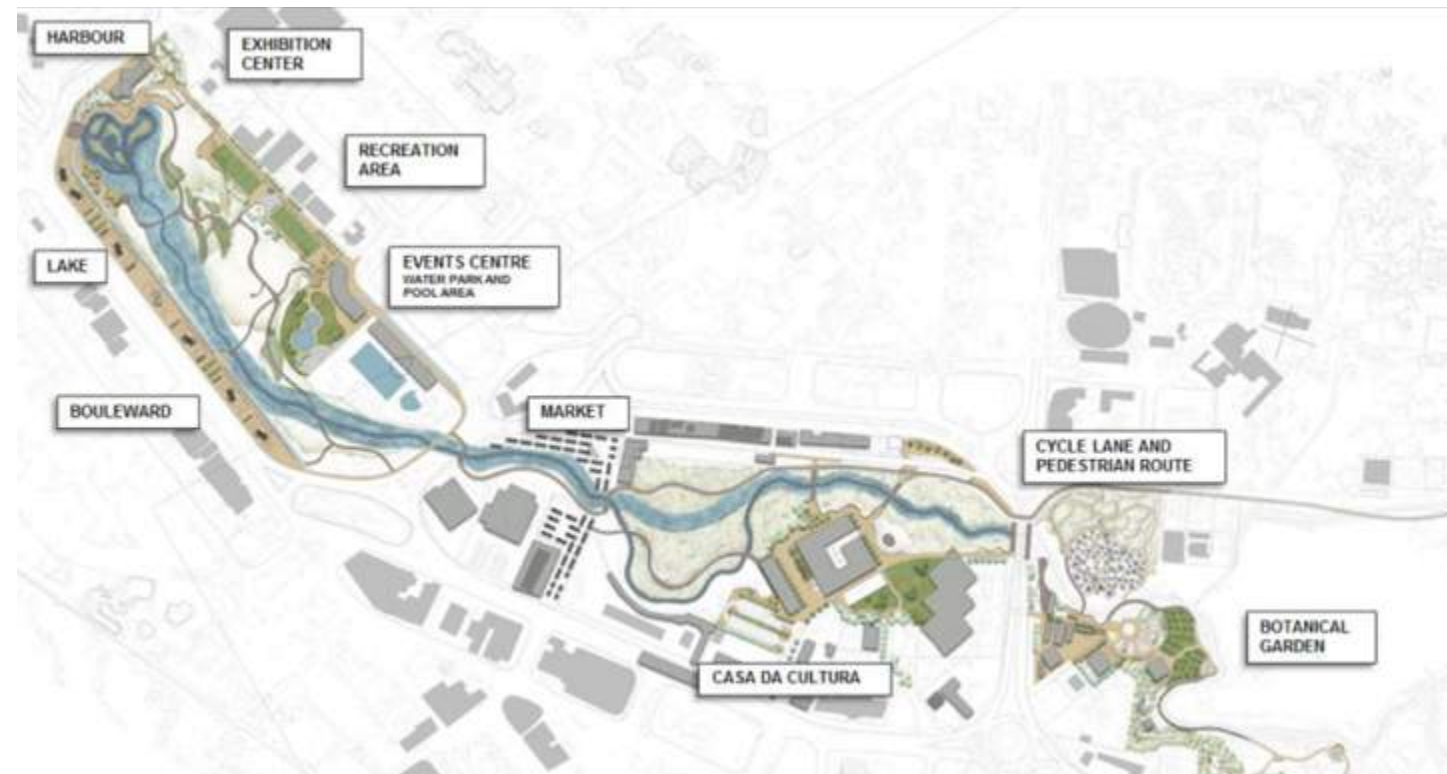 HARBOUR
EXHIBITION
CENTER
RECREATION
AREA
LAKE
EVENTS CENTRE
WATER PARK AND
POOL AREA
BOULEWARD
MARKET
CYCLE LANE AND
PEDESTRIAN ROUTE
BOTANICAL
GARDEN
CASA DA CULTURA